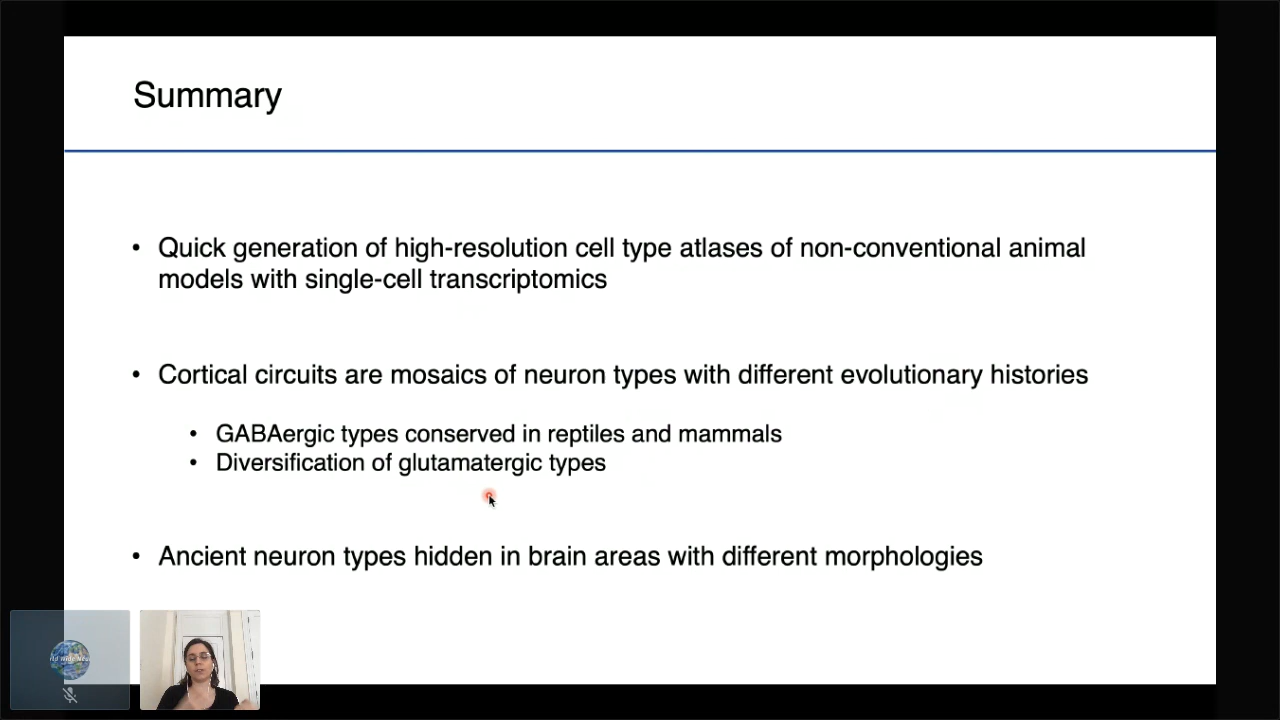 Summary
• Quick generation of high-resolution cell type atlases of non-conventional animal
models with single-cell transcriptomics
• Cortical circuits are mosaics of neuron types with different evolutionary histories
• GABAergic types conserved in reptiles and mammals
• Diversification of glutamatergic types
• Ancient neuron types hidden in brain areas with different morphologies